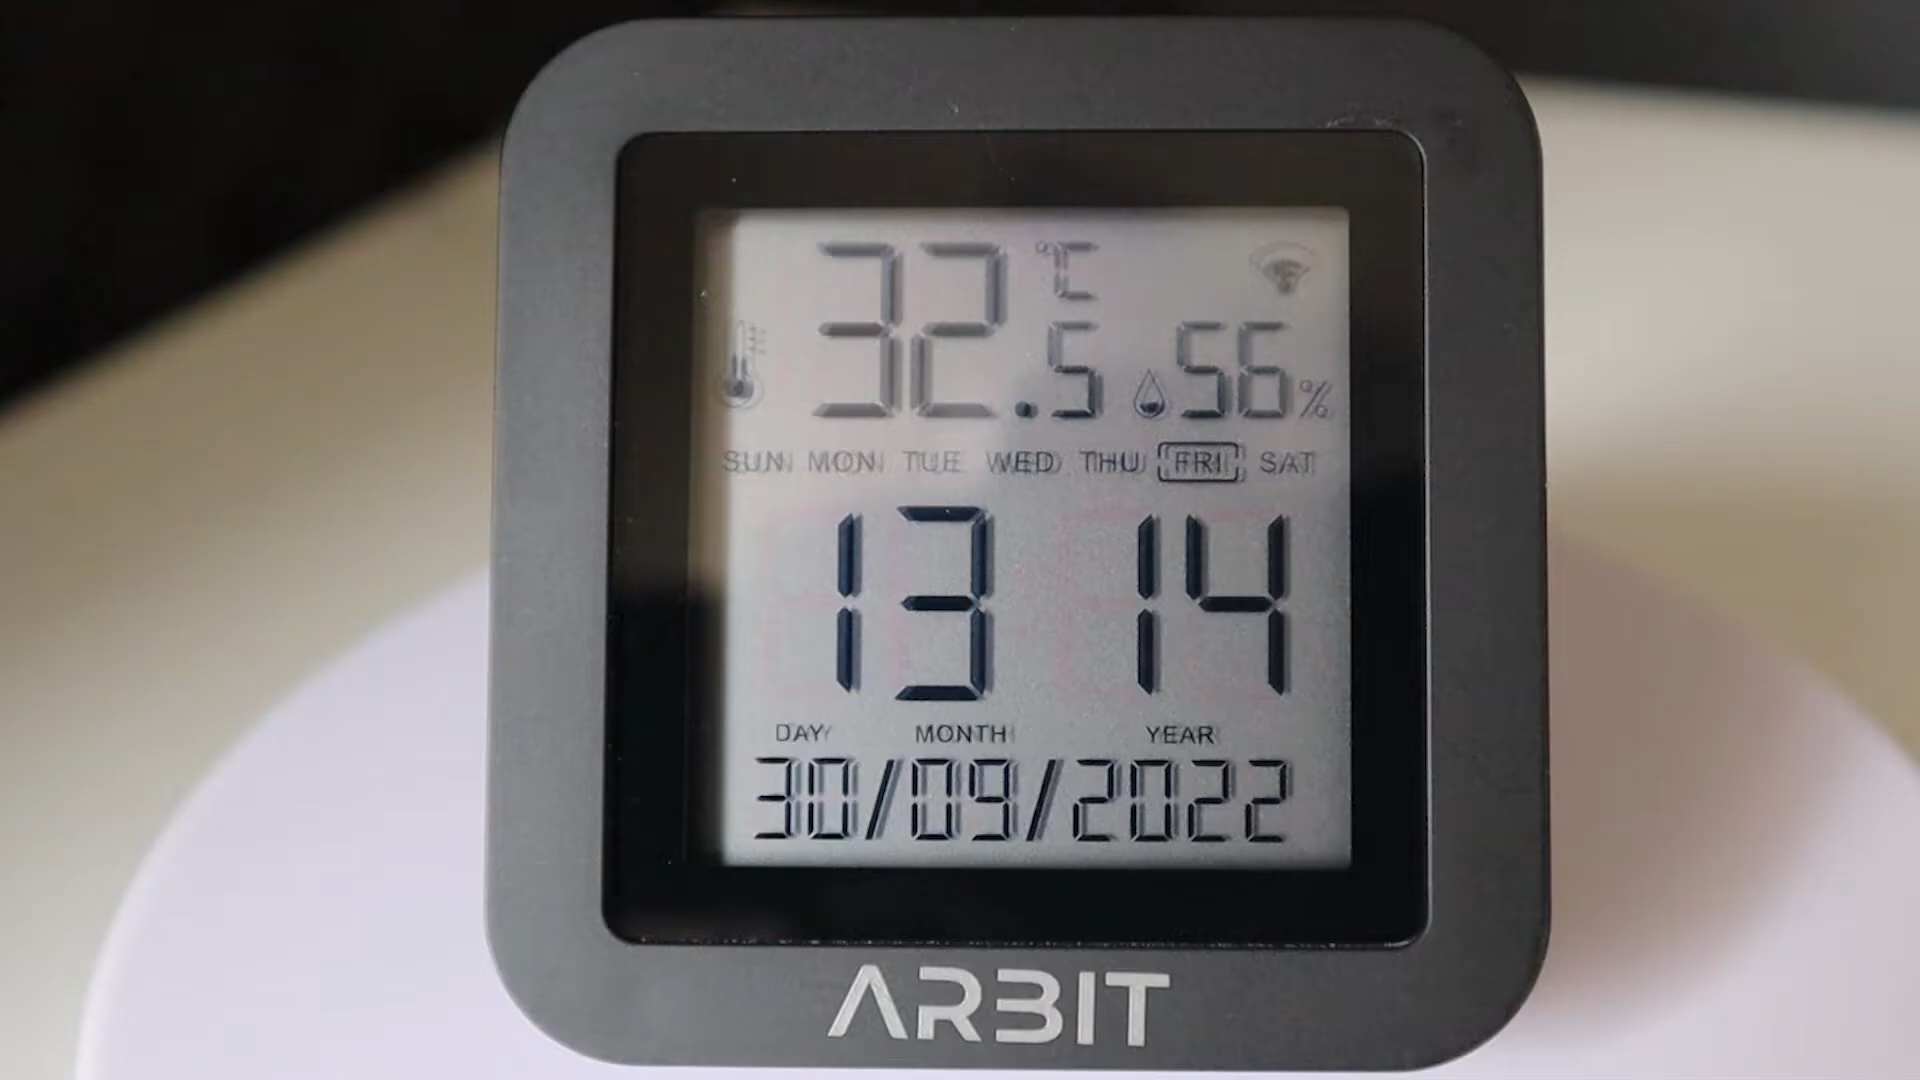 32.5 °C 56%
SUN MON TUE WED THU FRI SAT
13 14
DAY MONTH YEAR
30/09/2022
ARBIT